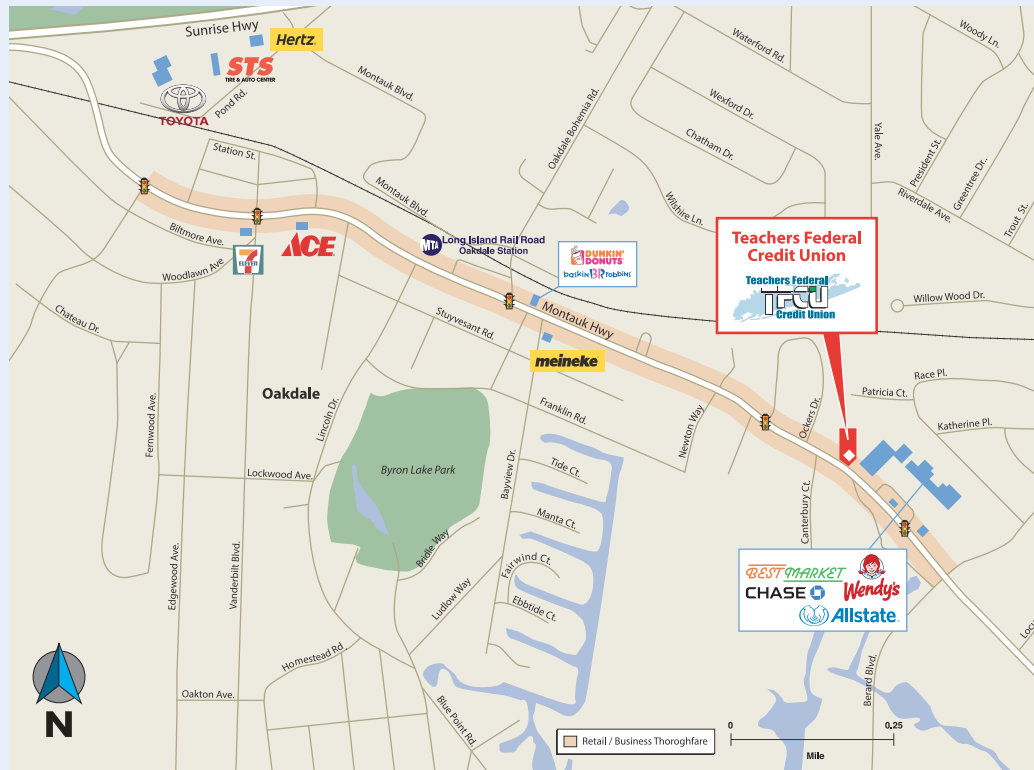 Sunrise Hwy
Hertz
STS
TIRE & AUTO CENTER
TOYOTA
Pond Rd.
Montauk Blvd.
Waterford Rd.
Woody Ln.
Oakdale Bohemia Rd.
Wexford Dr.
Chatham Dr.
Yale Ave.
President St.
Greentree Dr.
Riverdale Ave.
Trout St.
Station St.
Montauk Blvd.
Wilshire Ln.
Biltmore Ave.
7
ELEVEN
ACE
Woodlawn Ave.
MTA
Long Island Rail Road
Oakdale Station
DUNKIN'
DONUTS
baskin BR robbins
Teachers Federal
Credit Union
Teachers Federal
TFCU
Credit Union
Willow Wood Dr.
Chateau Dr.
Stuyvesant Rd.
Montauk Hwy
meineke
Race Pl.
Patricia Ct.
Katherine Pl.
Oakdale
Fernwood Ave.
Lincoln Dr.
Franklin Rd.
Newton Way
Ockers Dr.
Lockwood Ave.
Byron Lake Park
Bayview Dr.
Tide Ct.
Manta Ct.
Canterbury Ct.
Bridle Way
Fairwind Ct.
Edgewood Ave.
Vanderbilt Blvd.
Ludlow Way
Ebbtide Ct.
BEST MARKET
CHASE
Wendy's
Allstate
Locu
Homestead Rd.
Oakton Ave.
Blue Point Rd.
Berard Blvd.
N
Retail / Business Thoroghfare
0
0.25
Mile